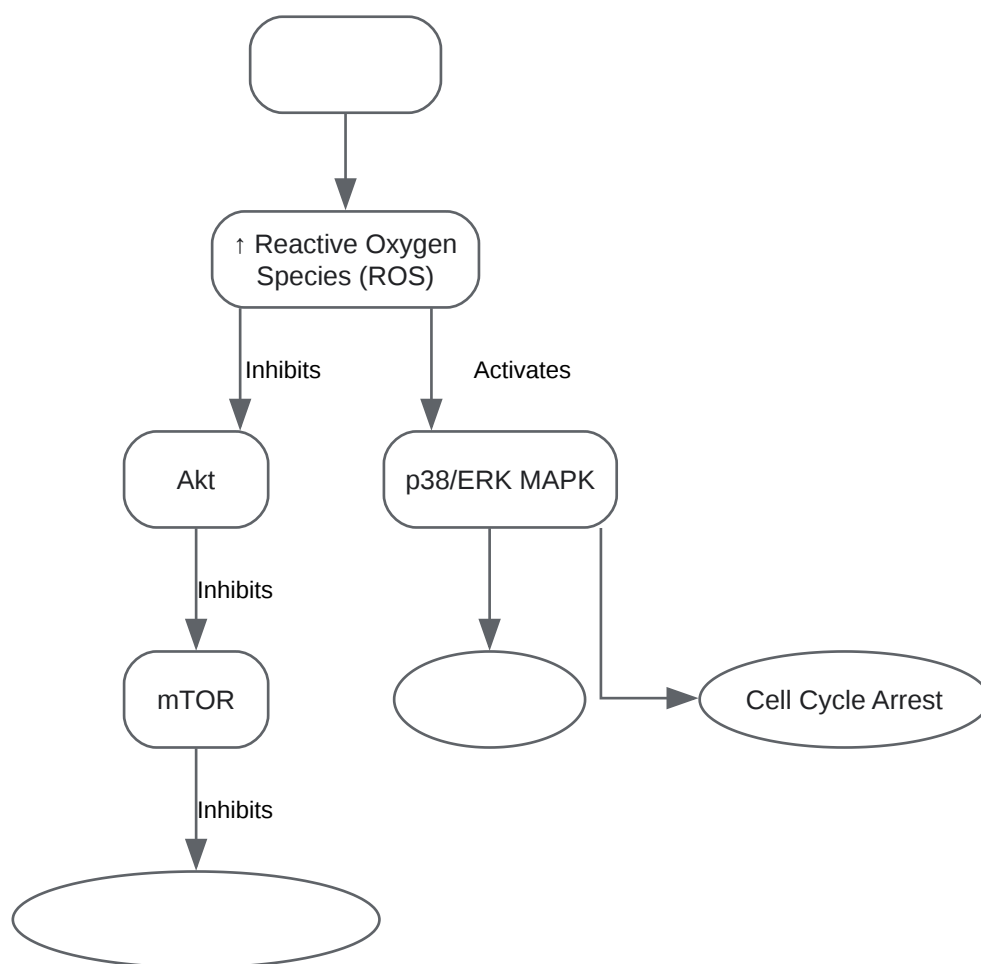 ↑ Reactive Oxygen
Species (ROS)
Inhibits
Activates
Akt
p38/ERK MAPK
Inhibits
mTOR
Cell Cycle Arrest
Inhibits